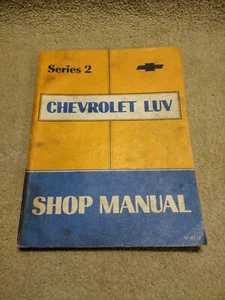 Series 2
CHEVROLET LUV
SHOP MANUAL